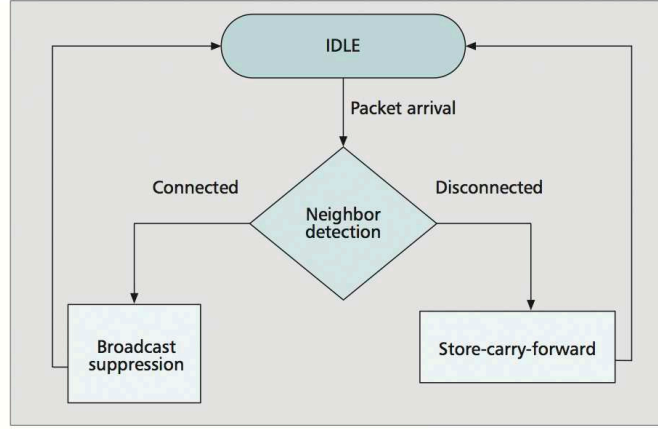 IDLE
Packet arrival
Connected
Disconnected
Neighbor
detection
Broadcast
suppression
Store-carry-forward